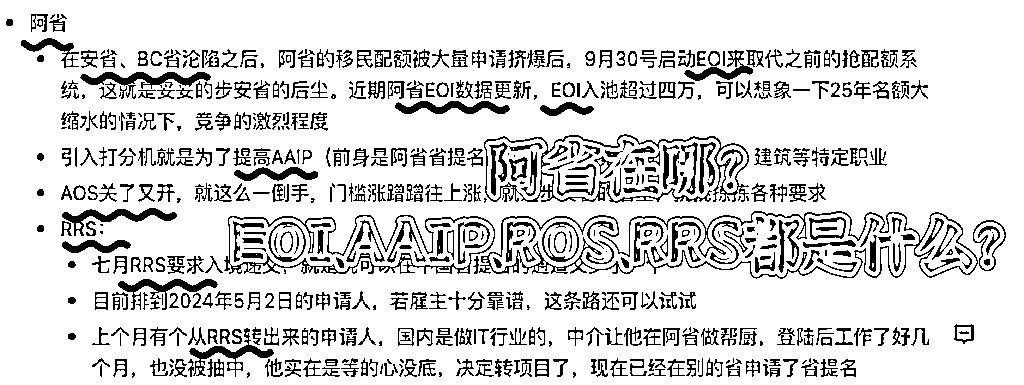 阿省
在安省、BC省沦陷之后，阿省的移民配额被大量申请挤爆后，9月30号启动EOI来取代之前的抢配额系
统，这就是妥妥的步安省的后尘。近期阿省EOI数据更新，EOI入池超过四万，可以想象一下25年名额大
缩水的情况下，竞争的激烈程度
引入打分机就是为了提高AAIP（前身是阿省省提名
建筑等特定职业
阿省在哪？
AOS关了又开，就这么一倒手，门槛涨蹭蹭往上涨，
各种要求
RRS：
EOI、AAIP、ROS、RRS都是什么？
七月RRS要求入境递交，
目前排到2024年5月2日的申请人，若雇主十分靠谱，这条路还可以试试
上个月有个从RRS转出来的申请人，国内是做IT行业的，中介让他在阿省做帮厨，登陆后工作了好几
个月，也没被抽中，他实在是等的心没底，决定转项目了，现在已经在别的省申请了省提名